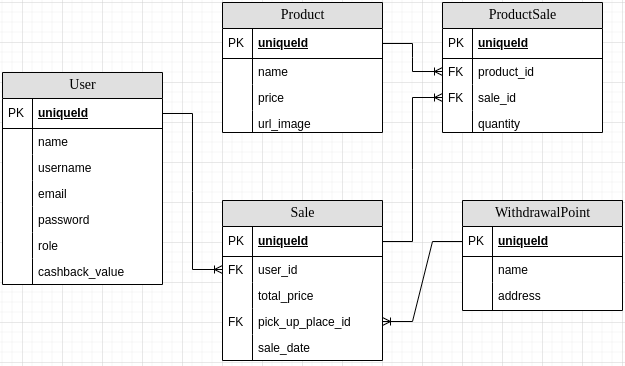 Product
PK uniqueId
name
price
url_image
ProductSale
PK uniqueId
FK product_id
FK sale_id
quantity
User
PK uniqueId
name
username
email
password
role
cashback_value
Sale
PK uniqueId
FK user_id
total_price
FK pick_up_place_id
sale_date
WithdrawalPoint
PK uniqueId
name
address